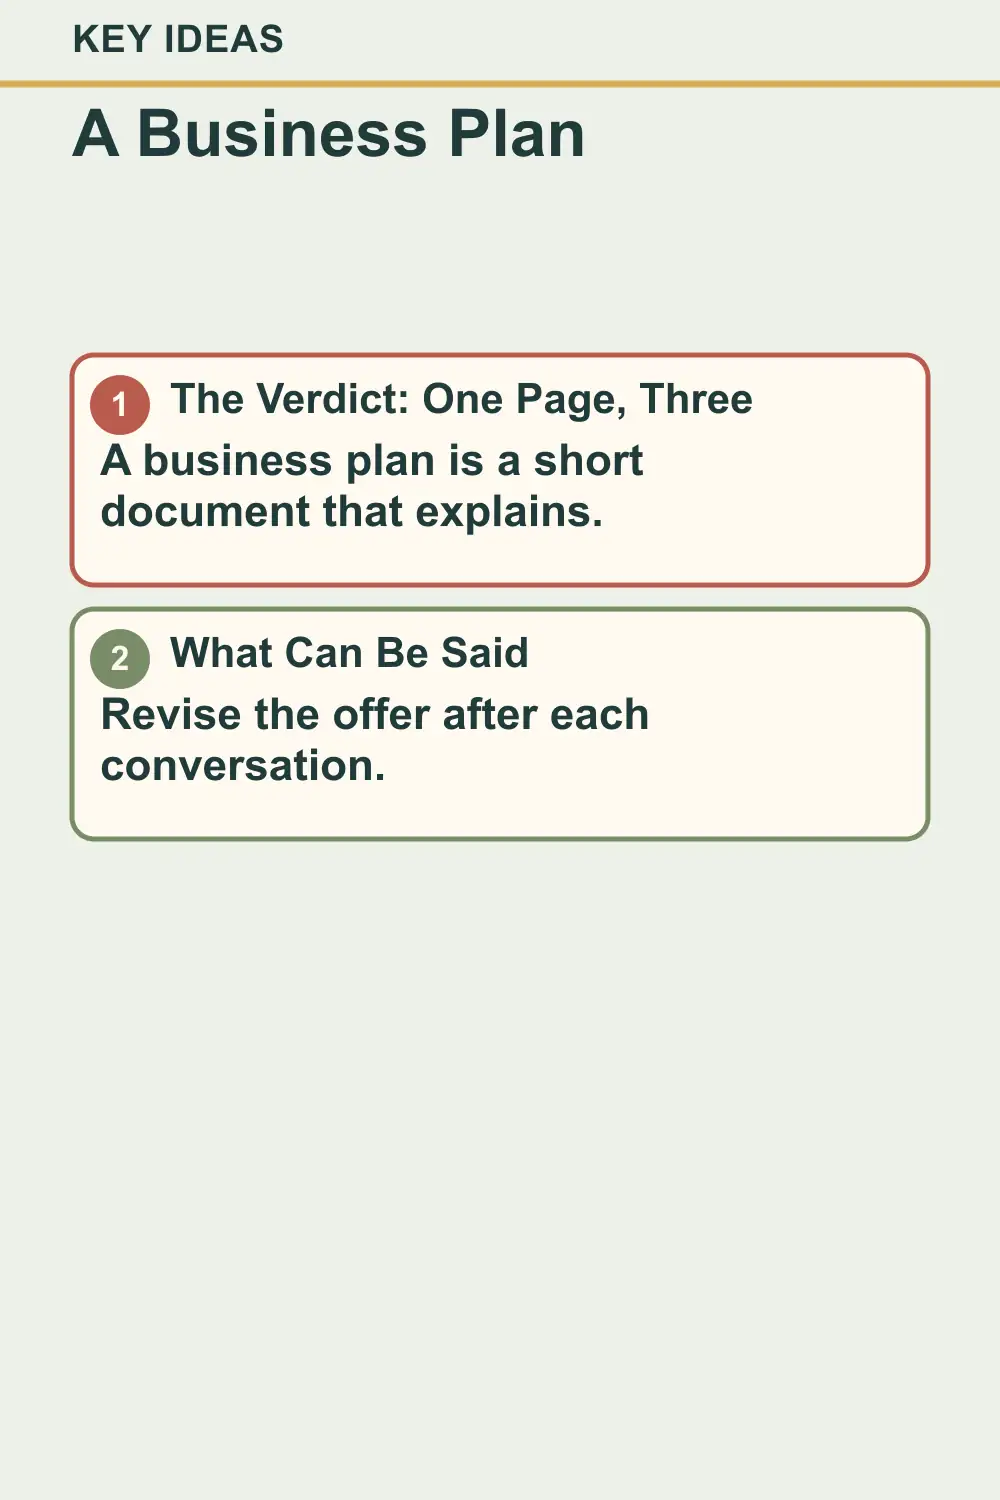 KEY IDEAS
A Business Plan
1 The Verdict: One Page, Three
A business plan is a short
document that explains.
2 What Can Be Said
Revise the offer after each
conversation.